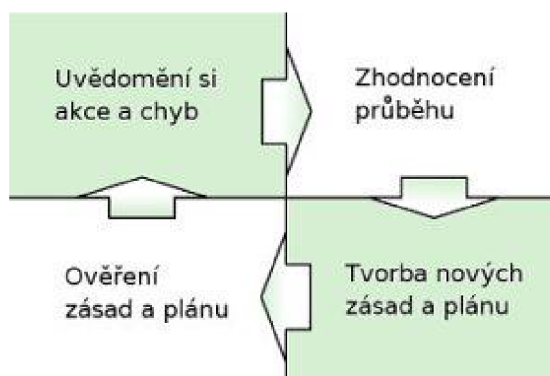 Uvědomění si
akce a chyb
Zhodnocení
průběhu
Ověření
zásad a plánu
Tvorba nových
zásad a plánu